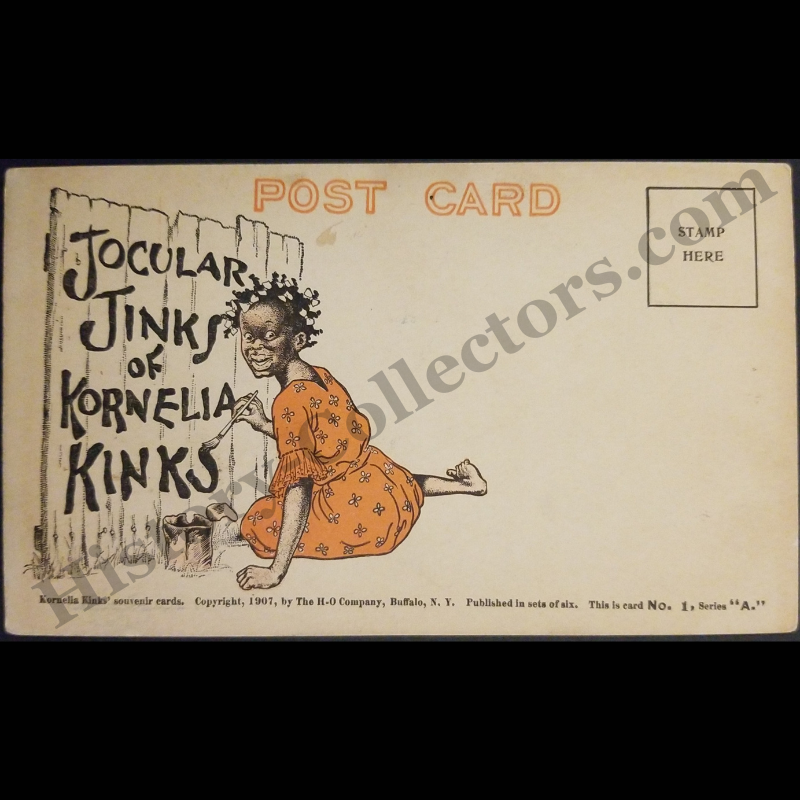 POST CARD
STAMP
HERE
JOCULAR
JINKS
OF
KORNELIA
KINKS
Kornelia Kinks' souvenir cards. Copyright, 1907, by The H-O Company, Buffalo, N. Y. Published in sets of six. This is card No. 1, Series "A."
HistoryCollectors.com